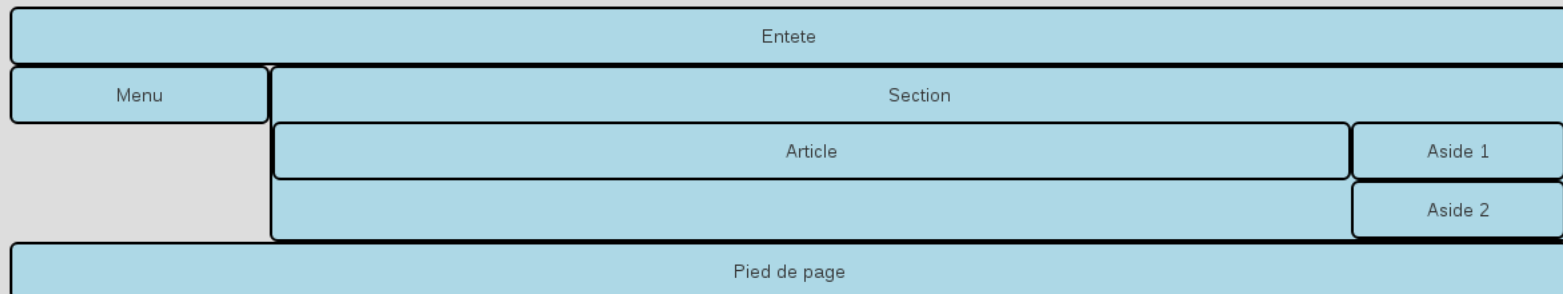 Entete
Menu
Section
Article
Aside 1
Aside 2
Pied de page